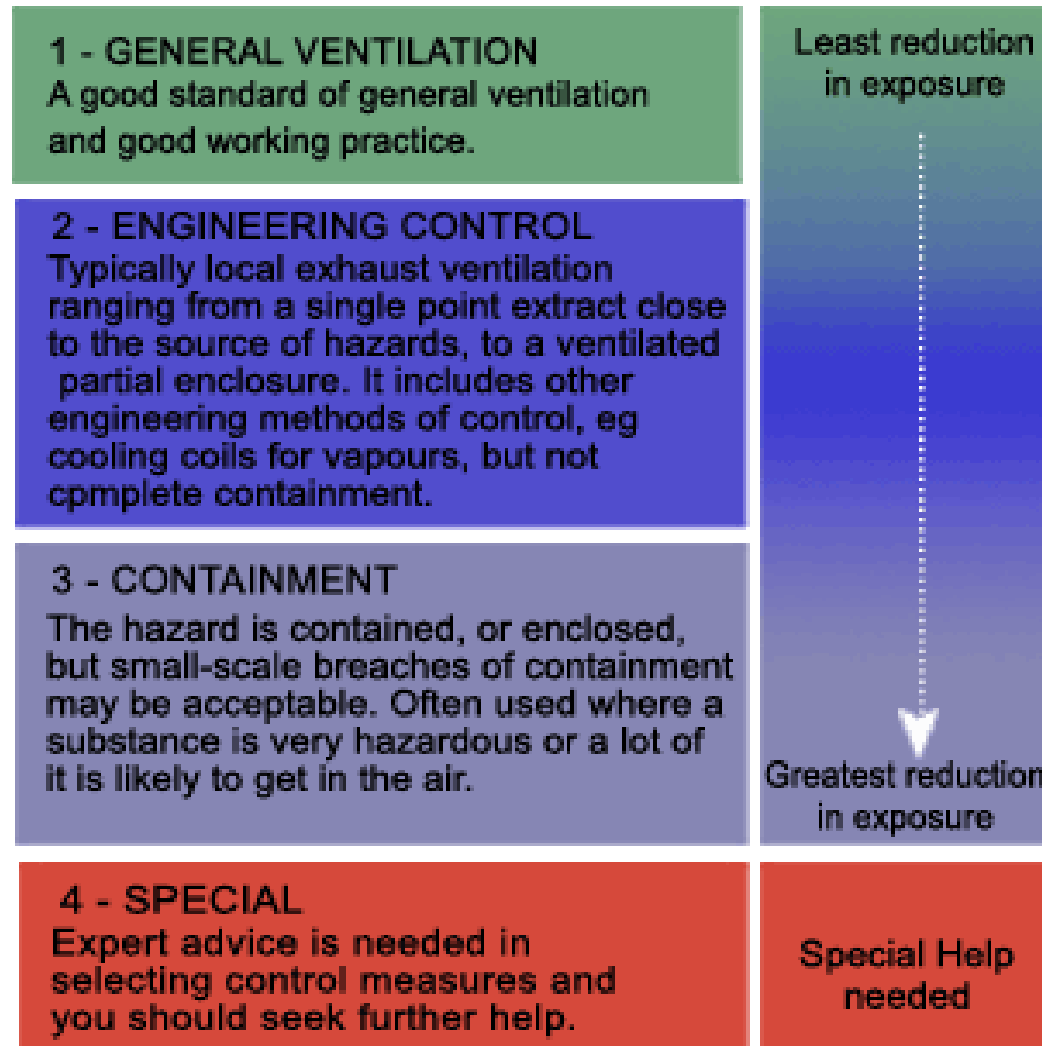 1 - GENERAL VENTILATION
A good standard of general ventilation
and good working practice.
Least reduction
in exposure
2 - ENGINEERING CONTROL
Typically local exhaust ventilation
ranging from a single point extract close
to the source of hazards, to a ventilated
partial enclosure. It includes other
engineering methods of control, eg
cooling coils for vapours, but not
cpmplete containment.
3 - CONTAINMENT
The hazard is contained, or enclosed,
but small-scale breaches of containment
may be acceptable. Often used where a
substance is very hazardous or a lot of
it is likely to get in the air.
Greatest reduction
in exposure
4 - SPECIAL
Expert advice is needed in
selecting control measures and
you should seek further help.
Special Help
needed